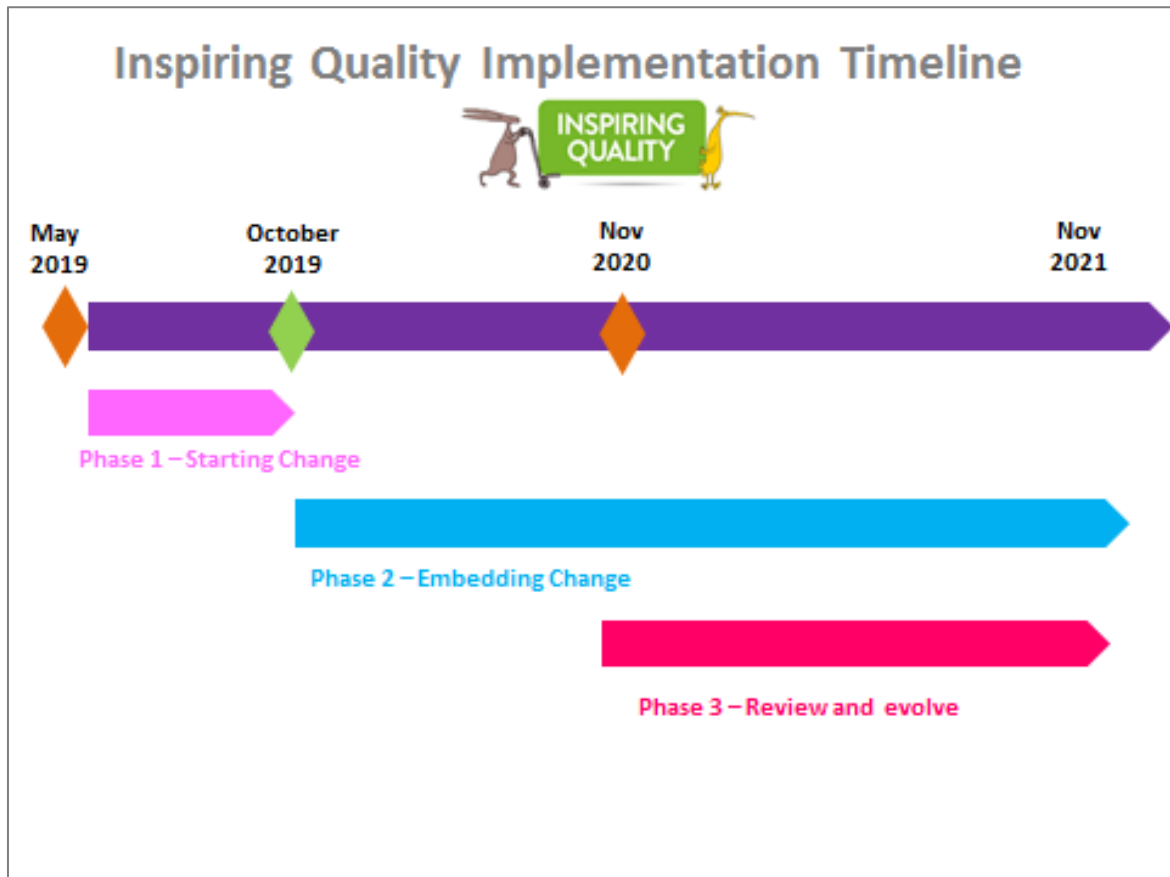 Inspiring Quality Implementation Timeline
INSPIRING
QUALITY
May
2019
October
2019
Nov
2020
Nov
2021
Phase 1 – Starting Change
Phase 2 – Embedding Change
Phase 3 – Review and evolve